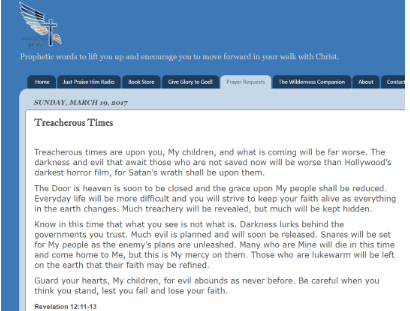 Prophetic words to lift you up and encourage you to move forward in your walk with Christ.
Home Just Praise Him Radio Book Store Give Glory to God! Prayer Requests The Wilderness Companion About Contact
SUNDAY, MARCH 19, 2017
Treacherous Times
Treacherous times are upon you, My children, and what is coming will be far worse. The
darkness and evil that await those who are not saved now will be worse than Hollywood's
darkest horror film, for Satan's wrath shall be upon them.
The Door is heaven is soon to be closed and the grace upon My people shall be reduced.
Everyday life will be more difficult and you will strive to keep your faith alive as everything
in the earth changes. Much treachery will be revealed, but much will be kept hidden.
Know in this time that what you see is not what is. Darkness lurks behind the
governments you trust. Much evil is planned and will soon be released. Snares will be set
for My people as the enemy's plans are unleashed. Many who are Mine will die in this time
and come home to Me, but this is My mercy on them. Those who are lukewarm will be left
on the earth that their faith may be refined.
Guard your hearts, My children, for evil abounds as never before. Be careful when you
think you stand, lest you fall and lose your faith.
Revelation 12:11-13